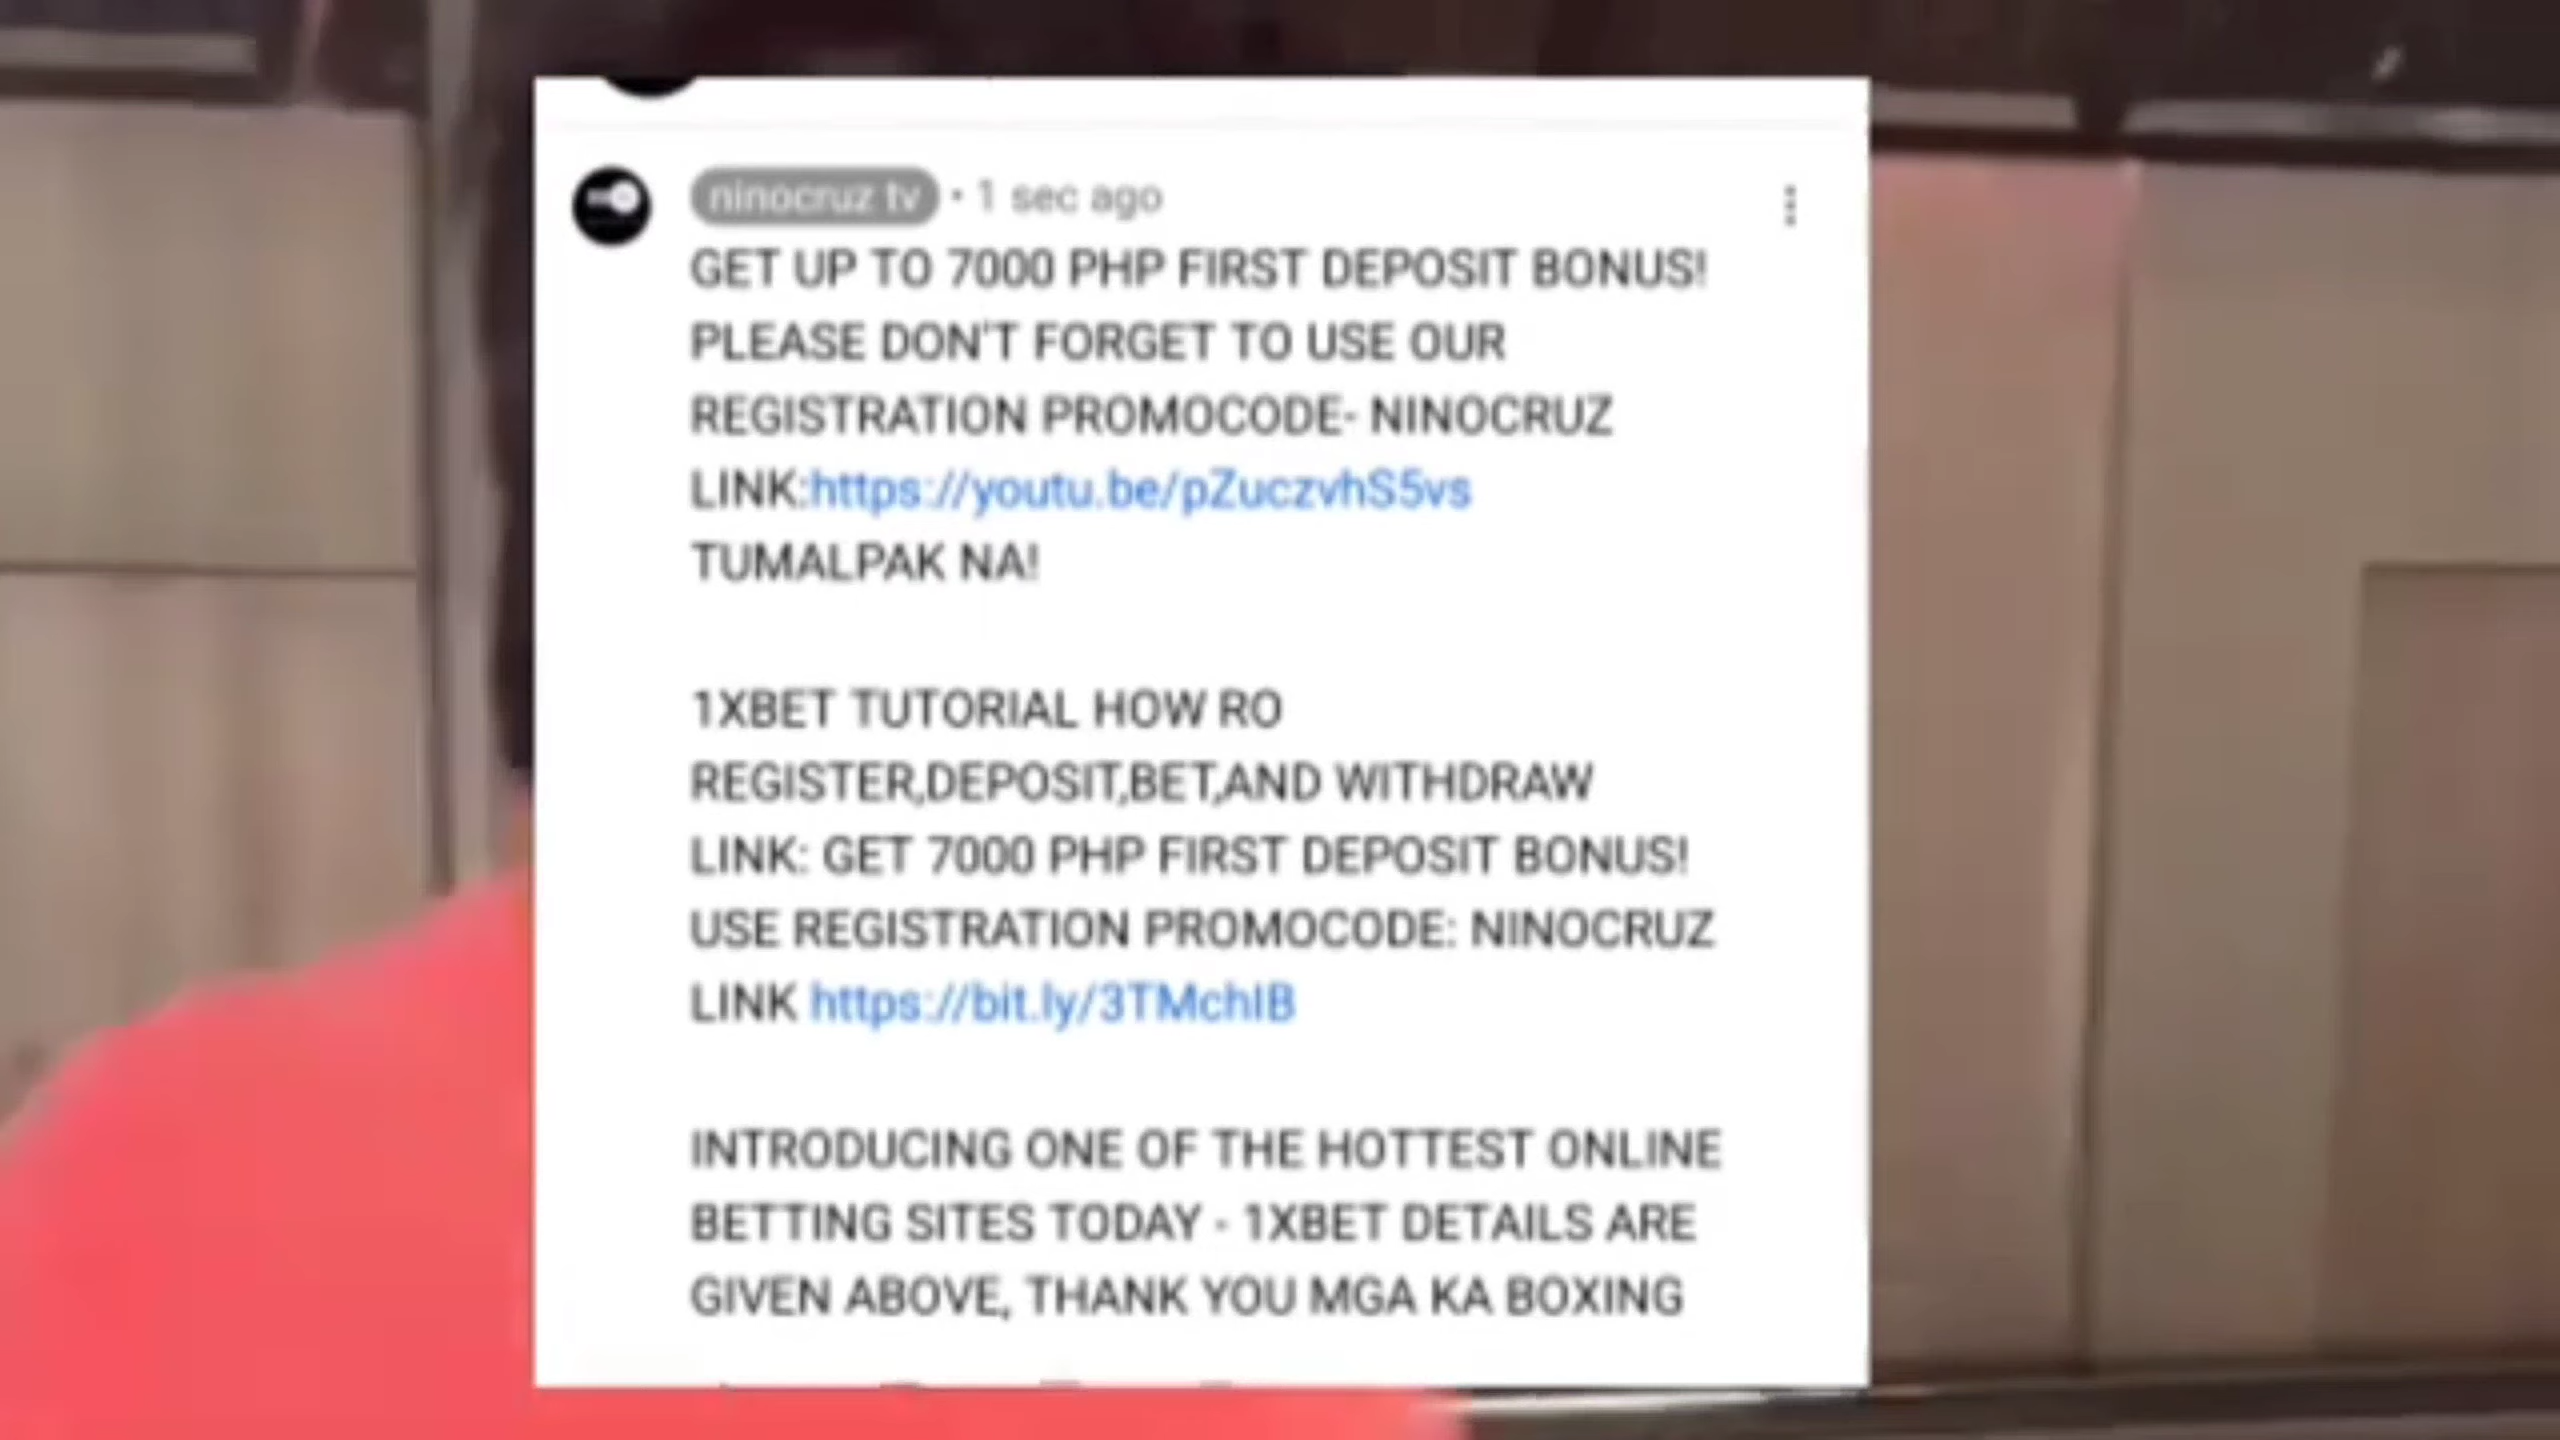 ninocruz tv • 1 sec ago
GET UP TO 7000 PHP FIRST DEPOSIT BONUS!
PLEASE DON'T FORGET TO USE OUR
REGISTRATION PROMOCODE- NINOCRUZ
LINK:https://youtu.be/pZuczvhS5vs
TUMALPAK NA!
1XBET TUTORIAL HOW RO
REGISTER,DEPOSIT,BET,AND WITHDRAW
LINK: GET 7000 PHP FIRST DEPOSIT BONUS!
USE REGISTRATION PROMOCODE: NINOCRUZ
LINK https://bit.ly/3TMchIB
INTRODUCING ONE OF THE HOTTEST ONLINE
BETTING SITES TODAY - 1XBET DETAILS ARE
GIVEN ABOVE, THANK YOU MGA KA BOXING